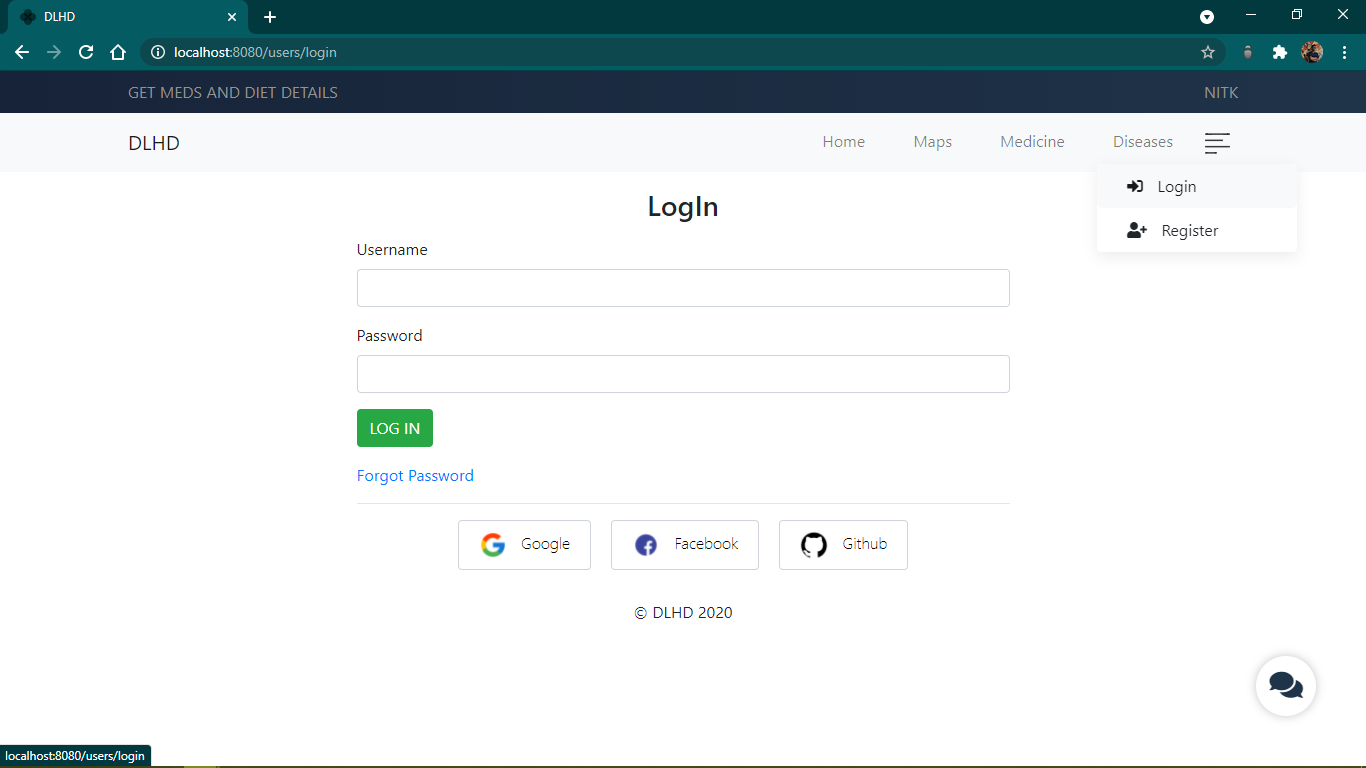 DLHD
localhost:8080/users/login
GET MEDS AND DIET DETAILS NITK
DLHD Home Maps Medicine Diseases
Login
Register
LogIn
Username
Password
LOG IN
Forgot Password
Google Facebook Github
© DLHD 2020
localhost:8080/users/login